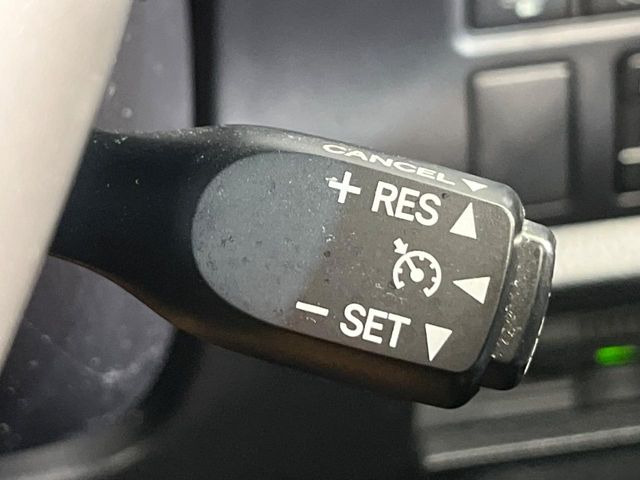 CANCEL ▼
+ RES ▲
◀
− SET ▼